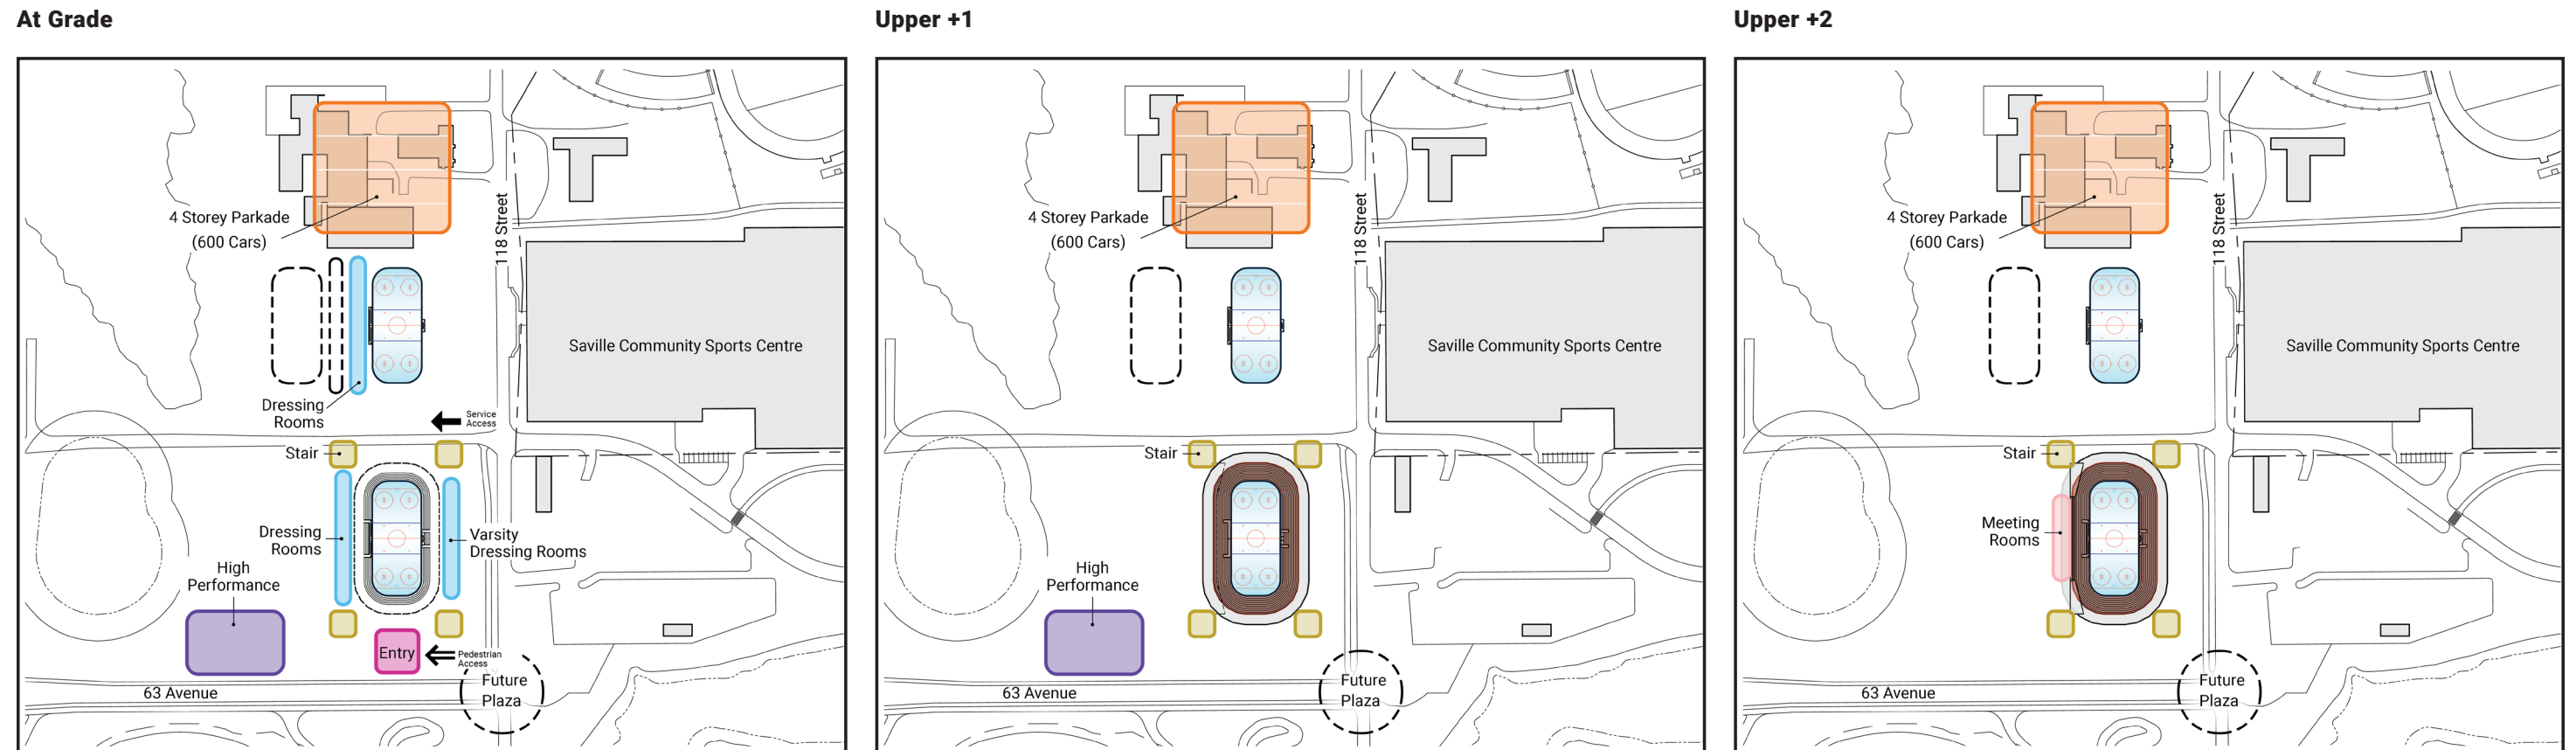 At Grade
4 Storey Parkade
(600 Cars)
118 Street
Saville Community Sports Centre
Dressing
Rooms
Service
Access
Stair
Dressing
Rooms
Varsity
Dressing Rooms
High
Performance
Entry
Pedestrian
Access
Future
Plaza
63 Avenue
Upper +1
4 Storey Parkade
(600 Cars)
118 Street
Saville Community Sports Centre
Stair
High
Performance
Future
Plaza
63 Avenue
Upper +2
4 Storey Parkade
(600 Cars)
118 Street
Saville Community Sports Centre
Stair
Meeting
Rooms
Future
Plaza
63 Avenue